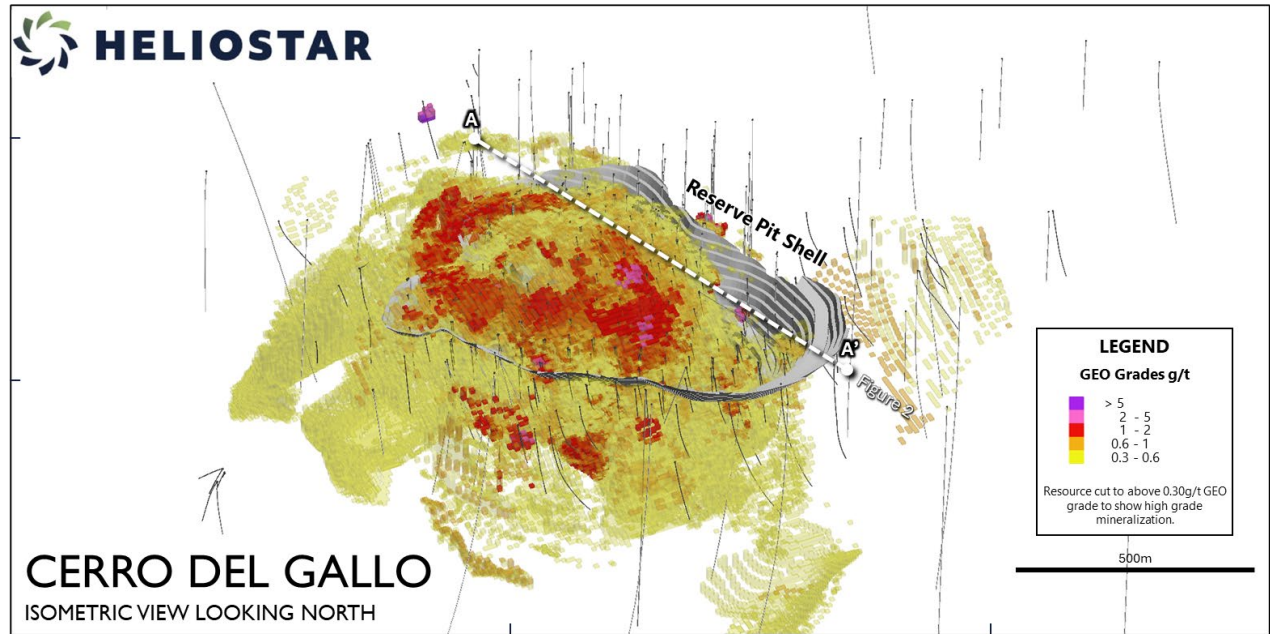 HELIOSTAR
A
Reserve Pit Shell
A'
Figure 2
LEGEND
GEO Grades g/t
> 5
2 - 5
1 - 2
0.6 - 1
0.3 - 0.6
Resource cut to above 0.30g/t GEO
grade to show high grade
mineralization.
500m
CERRO DEL GALLO
ISOMETRIC VIEW LOOKING NORTH